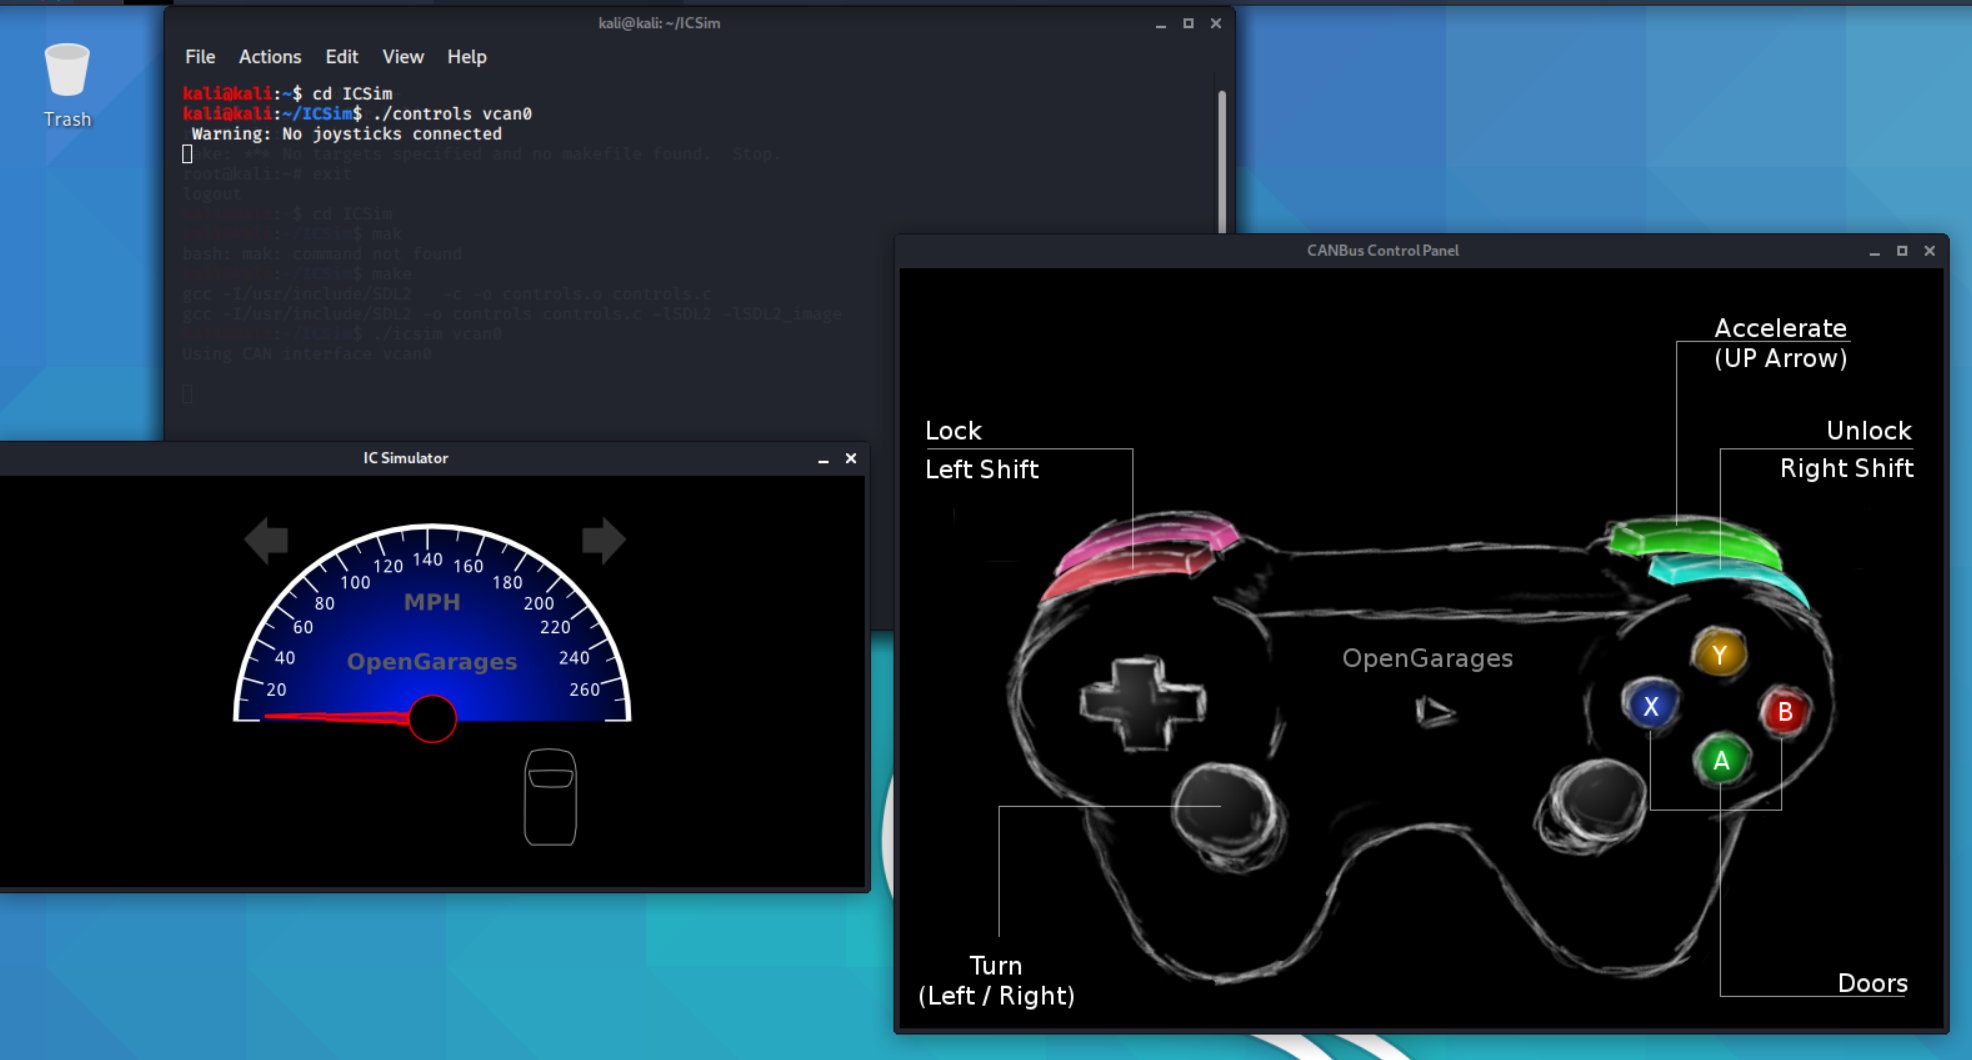 Trash
kali@kali: ~/ICSim
File Actions Edit View Help
kali@kali:~$ cd ICSim
kali@kali:~/ICSim$ ./controls vcan0
Warning: No joysticks connected
ake: *** No targets specified and no makefile found.  Stop.
root@kali:~# exit
logout
kali@kali:~$ cd ICSim
kali@kali:~/ICSim$ mak
bash: mak: command not found
kali@kali:~/ICSim$ make
gcc -I/usr/include/SDL2   -c -o controls.o controls.c
gcc -I/usr/include/SDL2 -o controls controls.c -lSDL2 -lSDL2_image
kali@kali:~/ICSim$ ./icsim vcan0
Using CAN interface vcan0
IC Simulator
20
40
60
80
100
120
140
160
180
200
220
240
260
MPH
OpenGarages
CANBus Control Panel
Accelerate
(UP Arrow)
Lock
Left Shift
Unlock
Right Shift
OpenGarages
Y
X
B
A
Turn
(Left / Right)
Doors